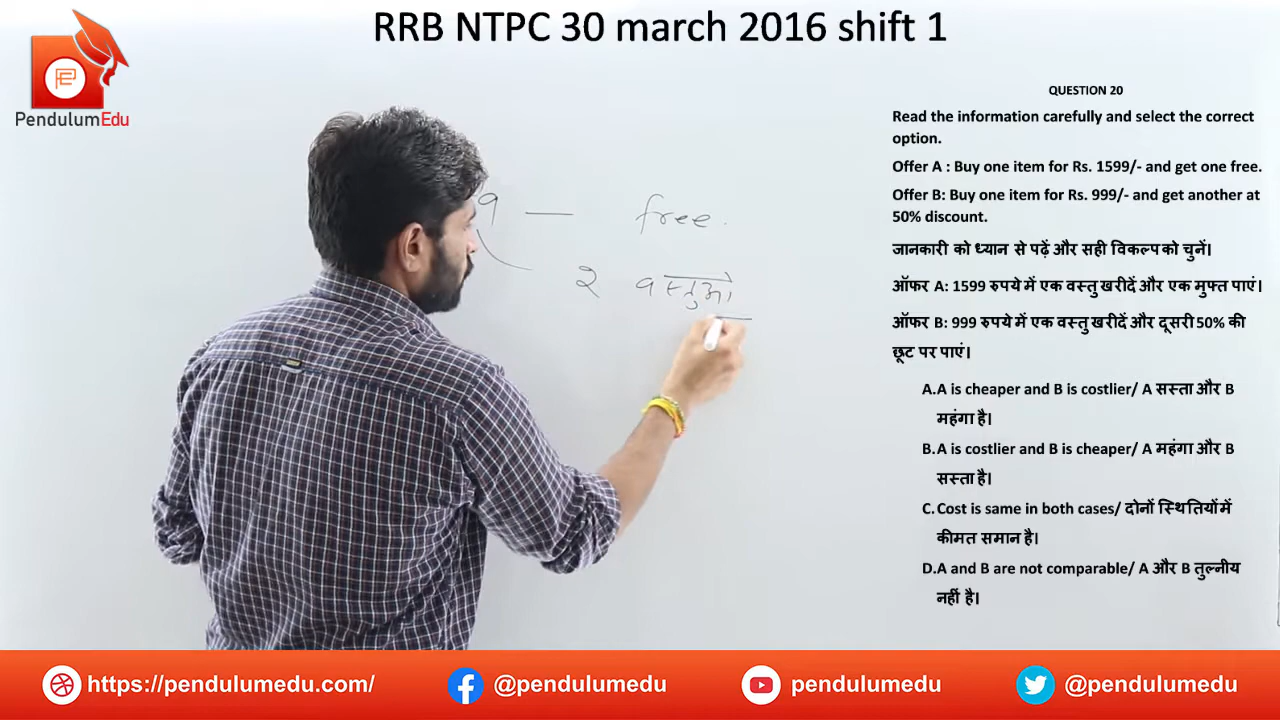 RRB NTPC 30 march 2016 shift 1
PendulumEdu
QUESTION 20
Read the information carefully and select the correct
option.
Offer A : Buy one item for Rs. 1599/- and get one free.
Offer B: Buy one item for Rs. 999/- and get another at
50% discount.
जानकारी को ध्यान से पढ़ें और सही विकल्पको चुनें।
ऑफर A: 1599 रुपये में एक वस्तु खरीदें और एक मुफ्त पाएं।
ऑफर B: 999 रुपये में एक वस्तु खरीदें और दूसरी 50% की
छूट पर पाएं।
A. A is cheaper and B is costlier/ A सस्ता और B
महंगा है।
B. A is costlier and B is cheaper/ A महंगा और B
सस्ता है।
C. Cost is same in both cases/ दोनों स्थितियों में
कीमत समान है।
D. A and B are not comparable/ A और B तुल्नीय
नहीं है।
9 — free.
2 वस्तुओ
https://pendulumedu.com/
@pendulumedu
pendulumedu
@pendulumedu